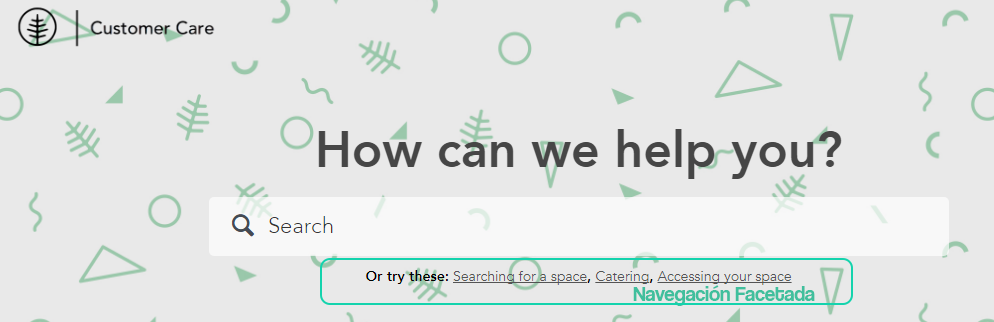 Customer Care
How can we help you?
Search
Or try these: Searching for a space, Catering, Accessing your space
Navegación Facetada